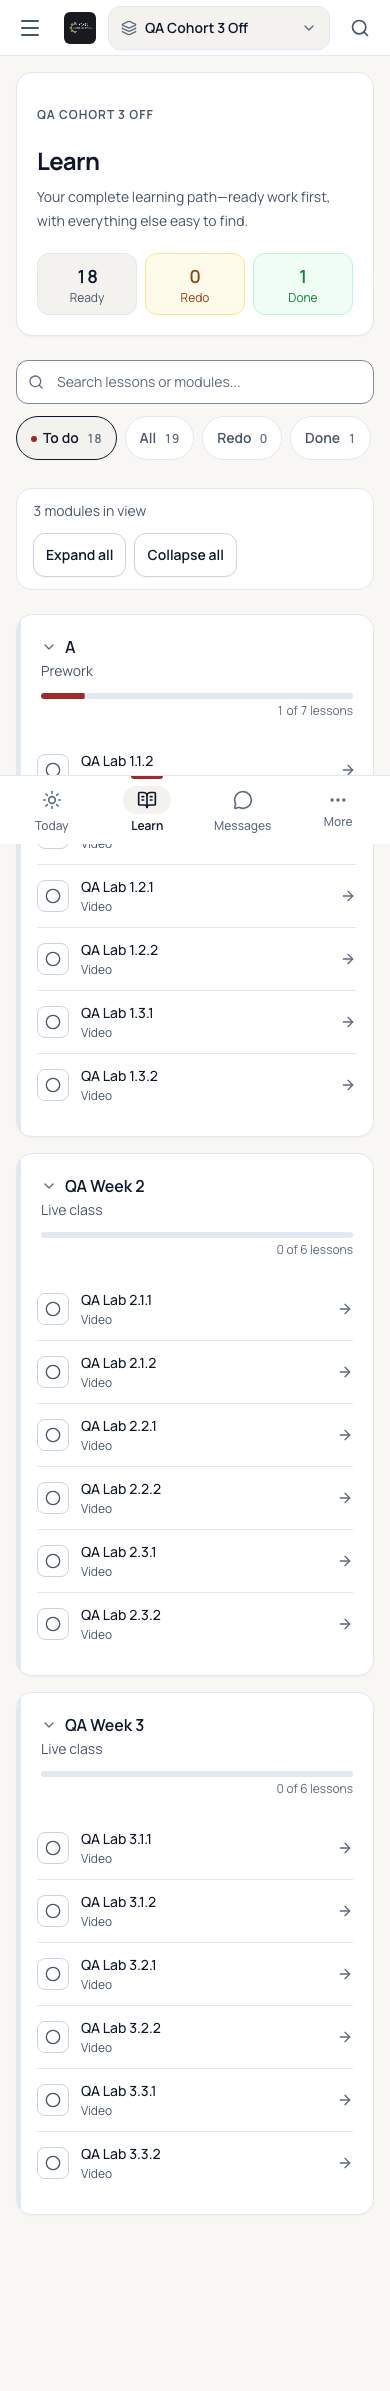 QA Cohort 3 Off
QA COHORT 3 OFF
Learn
Your complete learning path—ready work first,
with everything else easy to find.
18
Ready
0
Redo
1
Done
Search lessons or modules...
To do 18
All 19
Redo 0
Done 1
3 modules in view
Expand all
Collapse all
A
Prework
1 of 7 lessons
QA Lab 1.1.2
Today
Learn
Messages
More
Video
QA Lab 1.2.1
Video
QA Lab 1.2.2
Video
QA Lab 1.3.1
Video
QA Lab 1.3.2
Video
QA Week 2
Live class
0 of 6 lessons
QA Lab 2.1.1
Video
QA Lab 2.1.2
Video
QA Lab 2.2.1
Video
QA Lab 2.2.2
Video
QA Lab 2.3.1
Video
QA Lab 2.3.2
Video
QA Week 3
Live class
0 of 6 lessons
QA Lab 3.1.1
Video
QA Lab 3.1.2
Video
QA Lab 3.2.1
Video
QA Lab 3.2.2
Video
QA Lab 3.3.1
Video
QA Lab 3.3.2
Video